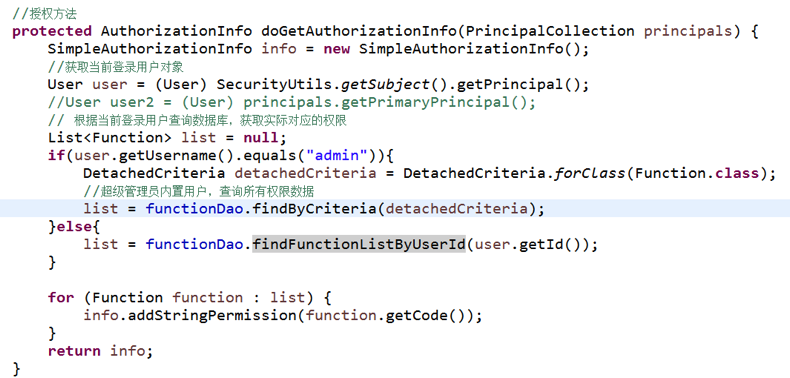 //授权方法
protected AuthorizationInfo doGetAuthorizationInfo(PrincipalCollection principals) {
SimpleAuthorizationInfo info = new SimpleAuthorizationInfo();
//获取当前登录用户对象
User user = (User) SecurityUtils.getSubject().getPrincipal();
//User user2 = (User) principals.getPrimaryPrincipal();
// 根据当前登录用户查询数据库，获取实际对应的权限
List<Function> list = null;
if(user.getUsername().equals("admin")){
DetachedCriteria detachedCriteria = DetachedCriteria.forClass(Function.class);
//超级管理员内置用户，查询所有权限数据
list = functionDao.findByCriteria(detachedCriteria);
}else{
list = functionDao.findFunctionListByUserId(user.getId());
}
for (Function function : list) {
info.addStringPermission(function.getCode());
}
return info;
}